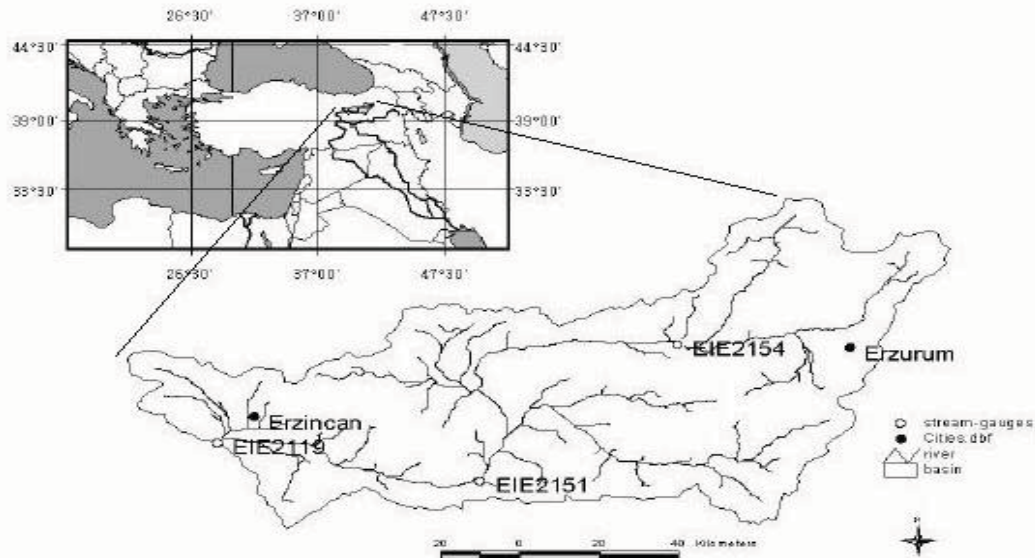 26°30' 37°00' 47°30'
44°30' 44°30'
39°00' 39°00'
33°30' 33°30'
26°30' 37°00' 47°30'
EIE2154
Erzurum
Erzincan
EIE2119
EIE2151
stream-gauges
Cities.dbf
river
basin
N
20 0 20 40 Kilometers